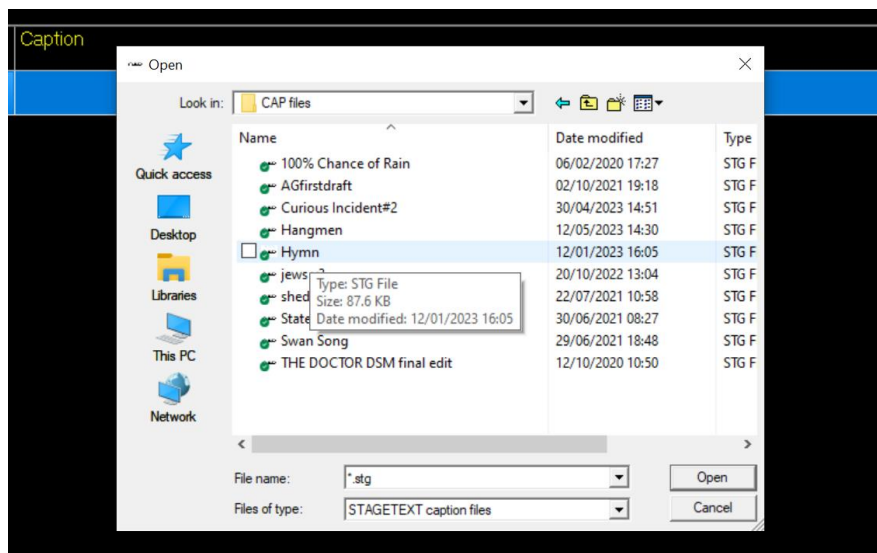 Caption
Open
Look in: CAP files
Name Date modified Type
Quick access
Desktop
Libraries
This PC
Network
100% Chance of Rain 06/02/2020 17:27 STG F
AGfirstdraft 02/10/2021 19:18 STG F
Curious Incident#2 30/04/2023 14:51 STG F
Hangmen 12/05/2023 14:30 STG F
Hymn 12/01/2023 16:05 STG F
jews 20/10/2022 13:04 STG F
shed 22/07/2021 10:58 STG F
State 30/06/2021 08:27 STG F
Swan Song 29/06/2021 18:48 STG F
THE DOCTOR DSM final edit 12/10/2020 10:50 STG F
Type: STG File
Size: 87.6 KB
Date modified: 12/01/2023 16:05
File name: *.stg Open
Files of type: STAGETEXT caption files Cancel